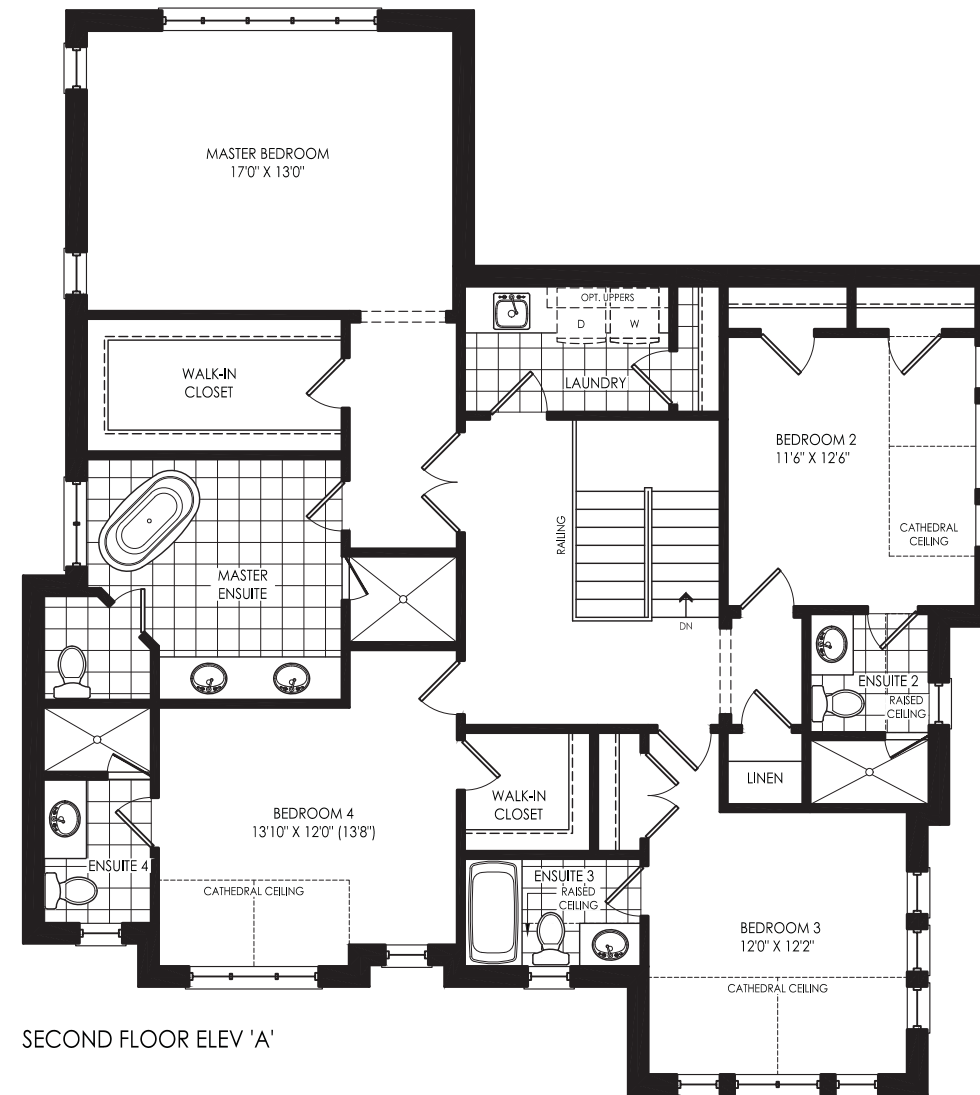 MASTER BEDROOM
17'0" X 13'0"
OPT. UPPERS
D
W
LAUNDRY
WALK-IN
CLOSET
BEDROOM 2
11'6" X 12'6"
CATHEDRAL
CEILING
RAILING
MASTER
ENSUITE
DN
ENSUITE 2
RAISED
CEILING
LINEN
WALK-IN
CLOSET
BEDROOM 4
13'10" X 12'0" (13'8")
ENSUITE 4
CATHEDRAL CEILING
ENSUITE 3
RAISED
CEILING
BEDROOM 3
12'0" X 12'2"
CATHEDRAL CEILING
SECOND FLOOR ELEV 'A'